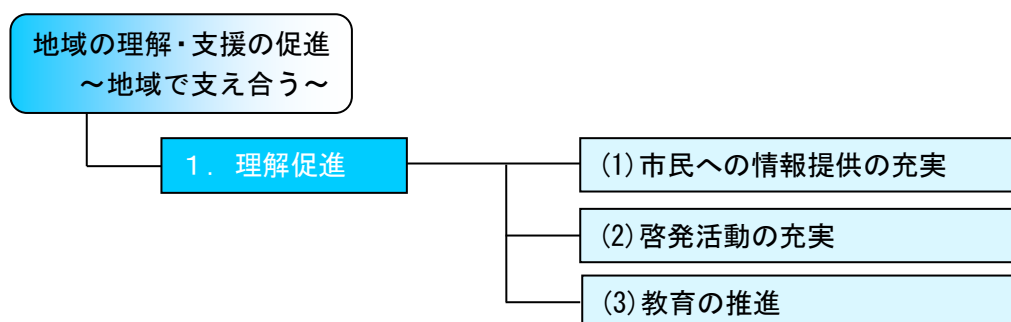 地域の理解・支援の促進
～地域で支え合う～
１．理解促進
(1)市民への情報提供の充実
(2)啓発活動の充実
(3)教育の推進